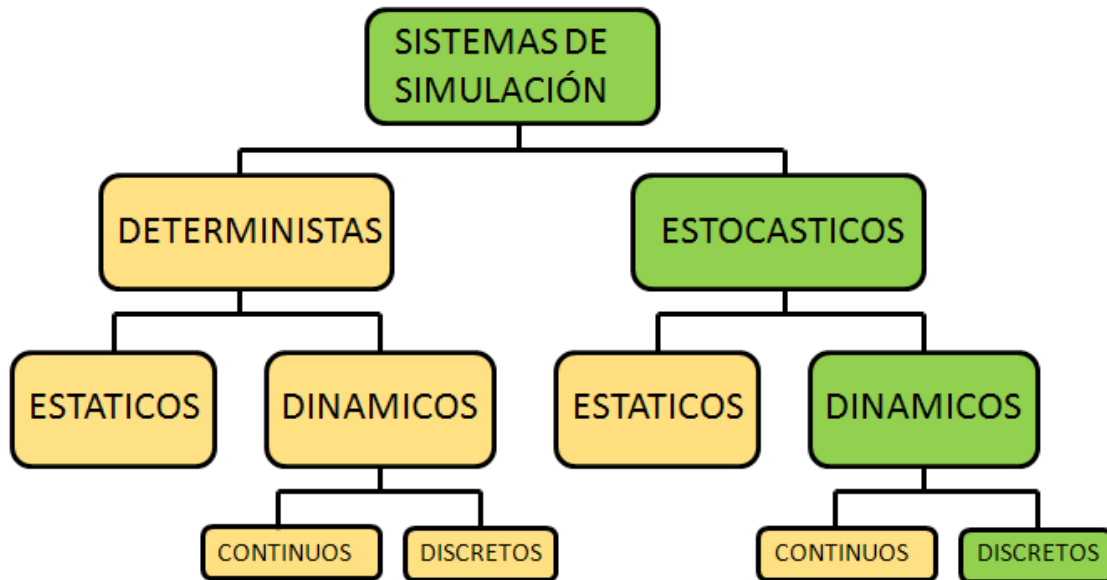 SISTEMAS DE
SIMULACIÓN
DETERMINISTAS
ESTOCASTICOS
ESTATICOS
DINAMICOS
ESTATICOS
DINAMICOS
CONTINUOS
DISCRETOS
CONTINUOS
DISCRETOS